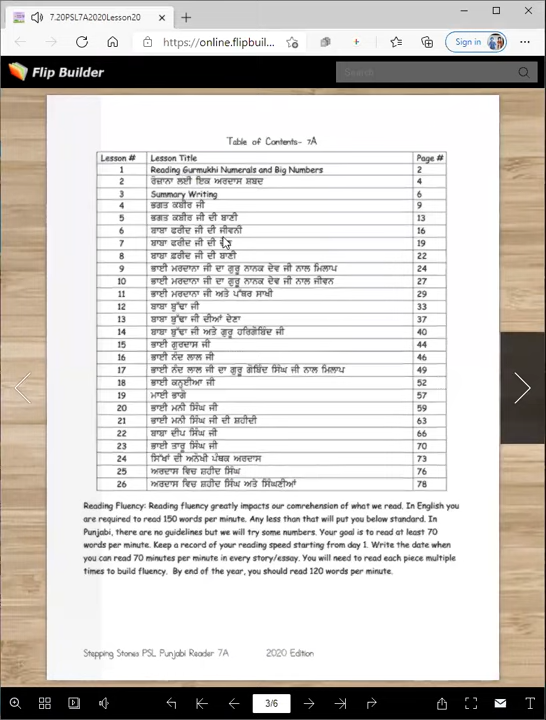 7.20PSL7A2020Lesson20
https://online.flipbuil...
Sign in
Flip Builder
Search
Table of Contents- 7A
Lesson # Lesson Title Page #
1 Reading Gurmukhi Numerals and Big Numbers 2
2 ਰੋਜ਼ਾਨਾ ਲਈ ਇਕ ਅਰਦਾਸ ਸ਼ਬਦ 4
3 Summary Writing 6
4 ਭਗਤ ਕਬੀਰ ਜੀ 9
5 ਭਗਤ ਕਬੀਰ ਜੀ ਦੀ ਬਾਣੀ 13
6 ਬਾਬਾ ਫਰੀਦ ਜੀ ਦੀ ਜੀਵਨੀ 16
7 ਬਾਬਾ ਫਰੀਦ ਜੀ ਦੀ 19
8 ਬਾਬਾ ਫ਼ਰੀਦ ਜੀ ਦੀ ਬਾਣੀ 22
9 ਭਾਈ ਮਰਦਾਨਾ ਜੀ ਦਾ ਗੁਰੂ ਨਾਨਕ ਦੇਵ ਜੀ ਨਾਲ ਮਿਲਾਪ 24
10 ਭਾਈ ਮਰਦਾਨਾ ਜੀ ਦਾ ਗੁਰੂ ਨਾਨਕ ਦੇਵ ਜੀ ਨਾਲ ਜੀਵਨ 27
11 ਭਾਈ ਮਰਦਾਨਾ ਜੀ ਅਤੇ ਪੱਥਰ ਸਾਖੀ 29
12 ਬਾਬਾ ਬੁੱਢਾ ਜੀ 33
13 ਬਾਬਾ ਬੁੱਢਾ ਜੀ ਦੀਆਂ ਦੇਣਾ 37
14 ਬਾਬਾ ਬੁੱਢਾ ਜੀ ਅਤੇ ਗੁਰੂ ਹਰਿਗੋਬਿੰਦ ਜੀ 40
15 ਭਾਈ ਗੁਰਦਾਸ ਜੀ 44
16 ਭਾਈ ਨੰਦ ਲਾਲ ਜੀ 46
17 ਭਾਈ ਨੰਦ ਲਾਲ ਜੀ ਦਾ ਗੁਰੂ ਗੋਬਿੰਦ ਸਿੰਘ ਜੀ ਨਾਲ ਮਿਲਾਪ 49
18 ਭਾਈ ਕਨ੍ਹਈਆ ਜੀ 52
19 ਮਾਈ ਭਾਗੋ 57
20 ਭਾਈ ਮਨੀ ਸਿੰਘ ਜੀ 59
21 ਭਾਈ ਮਨੀ ਸਿੰਘ ਜੀ ਦੀ ਸ਼ਹੀਦੀ 63
22 ਬਾਬਾ ਦੀਪ ਸਿੰਘ ਜੀ 66
23 ਭਾਈ ਤਾਰੂ ਸਿੰਘ ਜੀ 70
24 ਸਿੱਖਾਂ ਦੀ ਅਨੋਖੀ ਪੰਥਕ ਅਰਦਾਸ 73
25 ਅਰਦਾਸ ਵਿਚ ਸ਼ਹੀਦ ਸਿੰਘ 76
26 ਅਰਦਾਸ ਵਿਚ ਸ਼ਹੀਦ ਸਿੰਘ ਅਤੇ ਸਿੰਘਣੀਆਂ 78
Reading Fluency: Reading fluency greatly impacts our comrehension of what we read. In English you
are required to read 150 words per minute. Any less than that will put you below standard. In
Punjabi, there are no guidelines but we will try some numbers. Your goal is to read at least 70
words per minute. Keep a record of your reading speed starting from day 1. Write the date when
you can read 70 minutes per minute in every story/essay. You will need to read each piece multiple
times to build fluency. By end of the year, you should read 120 words per minute.
Stepping Stones PSL Punjabi Reader 7A 2020 Edition
3/6